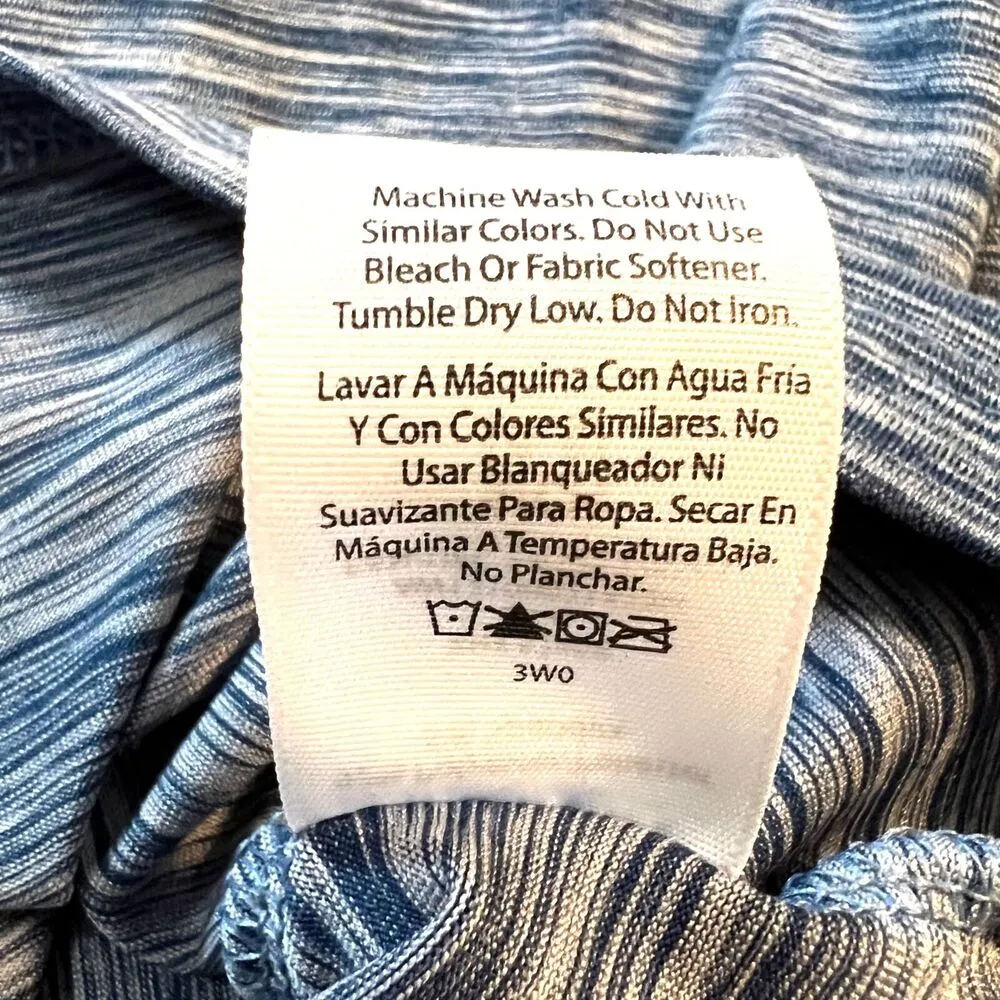 Machine Wash Cold With
Similar Colors. Do Not Use
Bleach Or Fabric Softener.
Tumble Dry Low. Do Not Iron.
Lavar A Máquina Con Agua Fría
Y Con Colores Similares. No
Usar Blanqueador Ni
Suavizante Para Ropa. Secar En
Máquina A Temperatura Baja.
No Planchar.
3W0